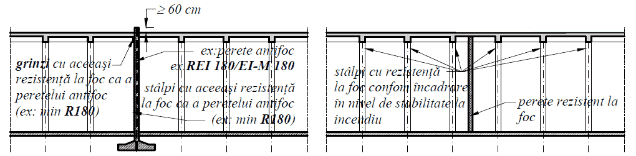 ≥ 60 cm
grinzi cu aceeași
rezistență la foc ca a
peretelui antifoc
(ex: min R180)
ex:perete antifoc
ex REI 180/EI-M 180
stâlpi cu aceeași rezistență
la foc ca a peretelui antifoc
(ex: min R180)
stâlpi cu rezistență
la foc confom încadrare
în nivel de stabilitate la
incendiu
perete rezistent la
foc